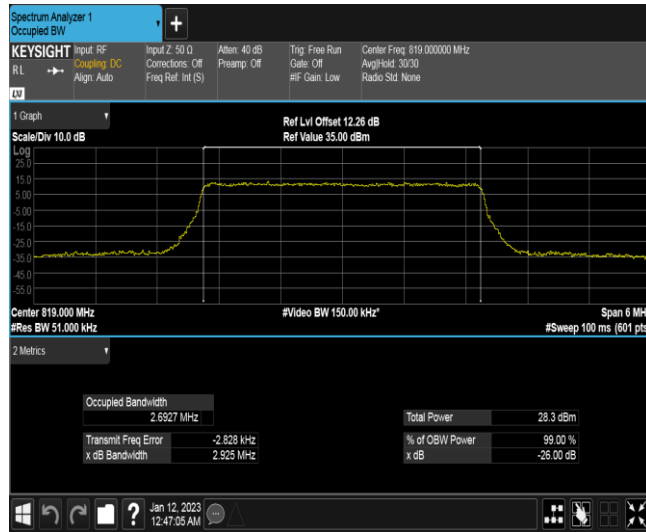 Spectrum Analyzer 1
Occupied BW
KEYSIGHT
RL
LXI
Input: RF
Coupling: DC
Align: Auto
Input Z: 50 Ω
Corrections: Off
Freq Ref: Int (S)
Atten: 40 dB
Preamp: Off
Trig: Free Run
Gate: Off
#IF Gain: Low
Center Freq: 819.000000 MHz
Avg|Hold: 30/30
Radio Std: None
1 Graph
Scale/Div 10.0 dB
Ref Lvl Offset 12.26 dB
Ref Value 35.00 dBm
Log
25.0
15.0
5.00
-5.00
-15.0
-25.0
-35.0
-45.0
-55.0
Center 819.000 MHz
#Video BW 150.00 kHz*
Span 6 MH
#Res BW 51.000 kHz
#Sweep 100 ms (601 pts
2 Metrics
Occupied Bandwidth
2.6927 MHz
Total Power 28.3 dBm
Transmit Freq Error -2.828 kHz
% of OBW Power 99.00 %
x dB Bandwidth 2.925 MHz
x dB -26.00 dB
?
Jan 12, 2023
12:47:05 AM